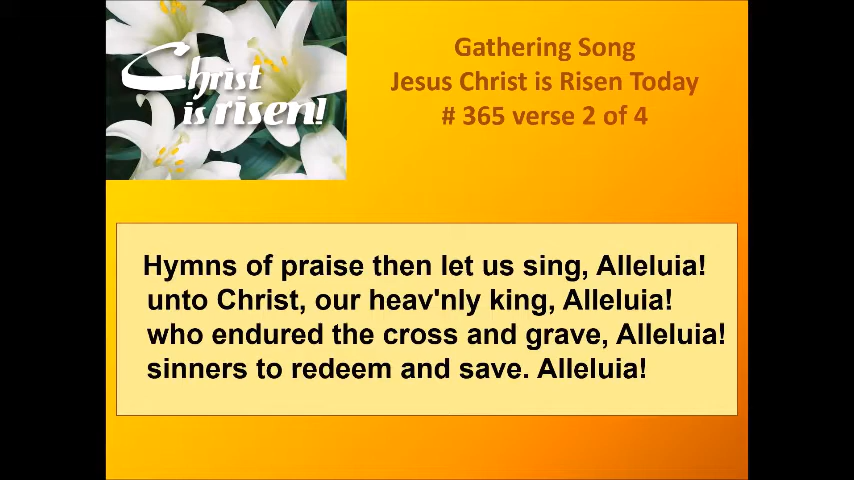 Christ
is risen!
Gathering Song
Jesus Christ is Risen Today
# 365 verse 2 of 4
Hymns of praise then let us sing, Alleluia!
unto Christ, our heav'nly king, Alleluia!
who endured the cross and grave, Alleluia!
sinners to redeem and save. Alleluia!